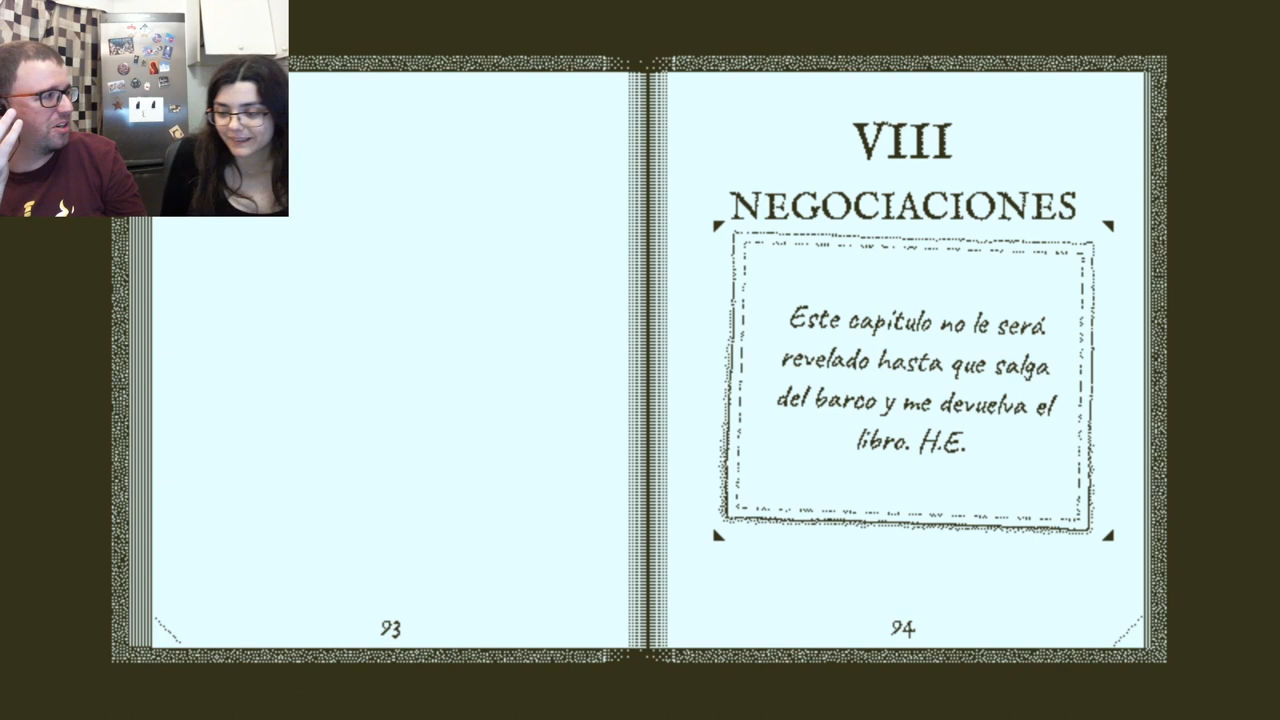 VIII
NEGOCIACIONES
Este capítulo no le será
revelado hasta que salga
del barco y me devuelva el
libro. H.E.
93
94